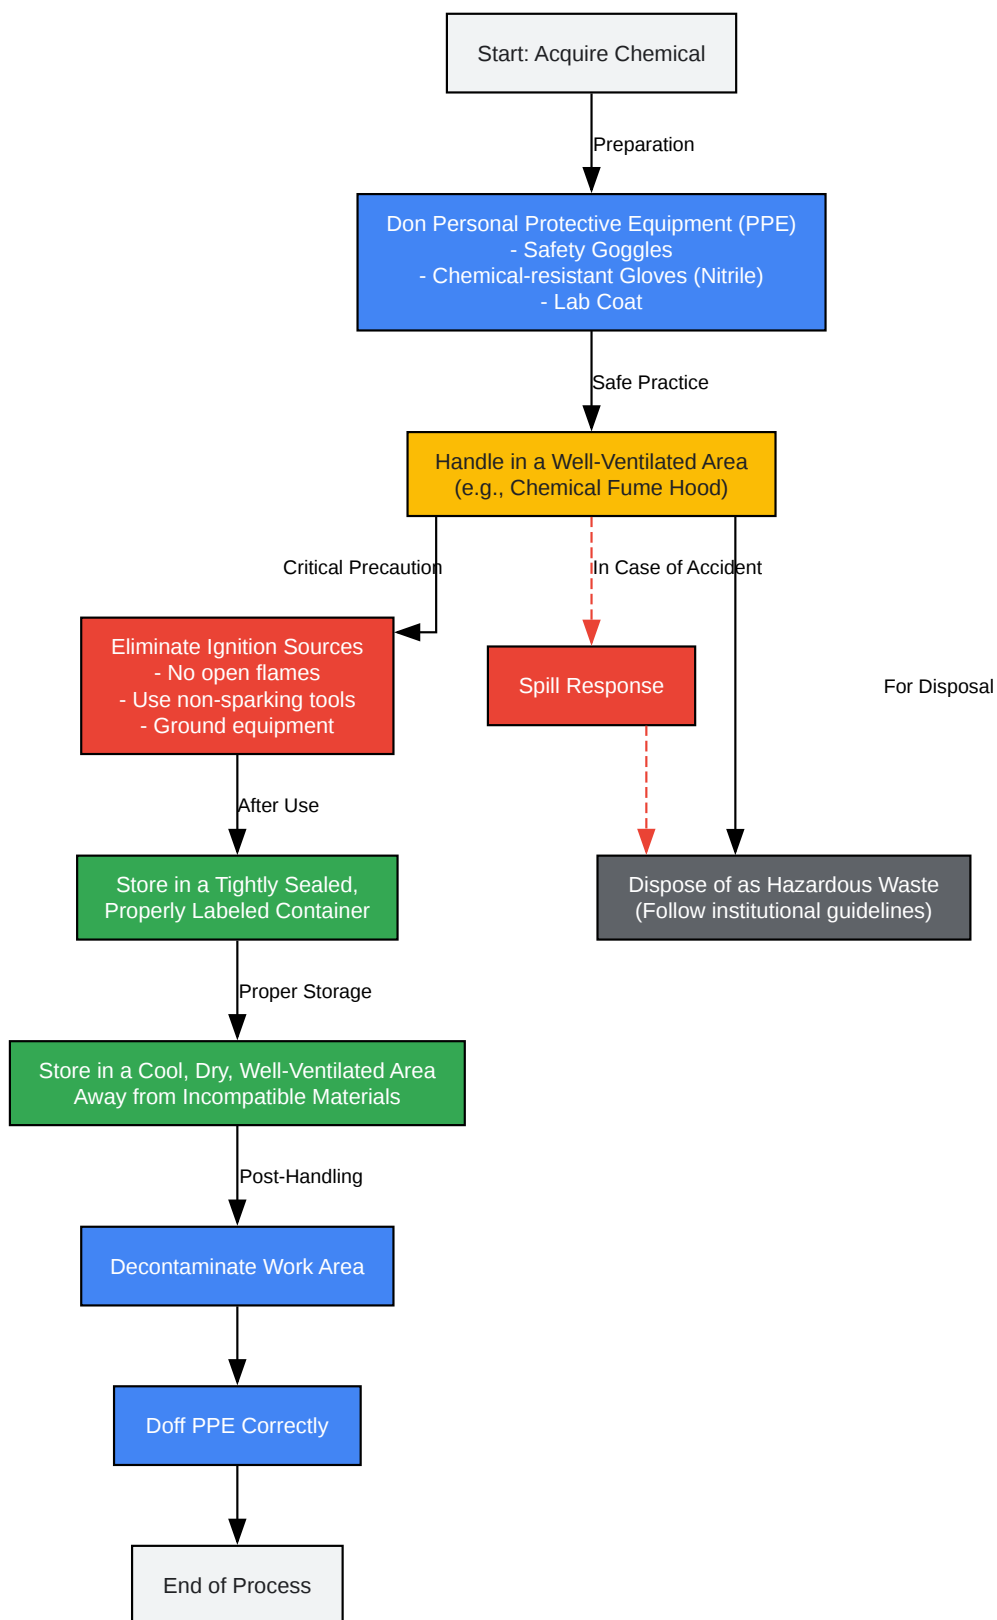 Start: Acquire Chemical
Preparation
Don Personal Protective Equipment (PPE)
- Safety Goggles
- Chemical-resistant Gloves (Nitrile)
- Lab Coat
Safe Practice
Handle in a Well-Ventilated Area
(e.g., Chemical Fume Hood)
Critical Precaution
In Case of Accident
Eliminate Ignition Sources
- No open flames
- Use non-sparking tools
- Ground equipment
Spill Response
For Disposal
After Use
Store in a Tightly Sealed,
Properly Labeled Container
Dispose of as Hazardous Waste
(Follow institutional guidelines)
Proper Storage
Store in a Cool, Dry, Well-Ventilated Area
Away from Incompatible Materials
Post-Handling
Decontaminate Work Area
Doff PPE Correctly
End of Process